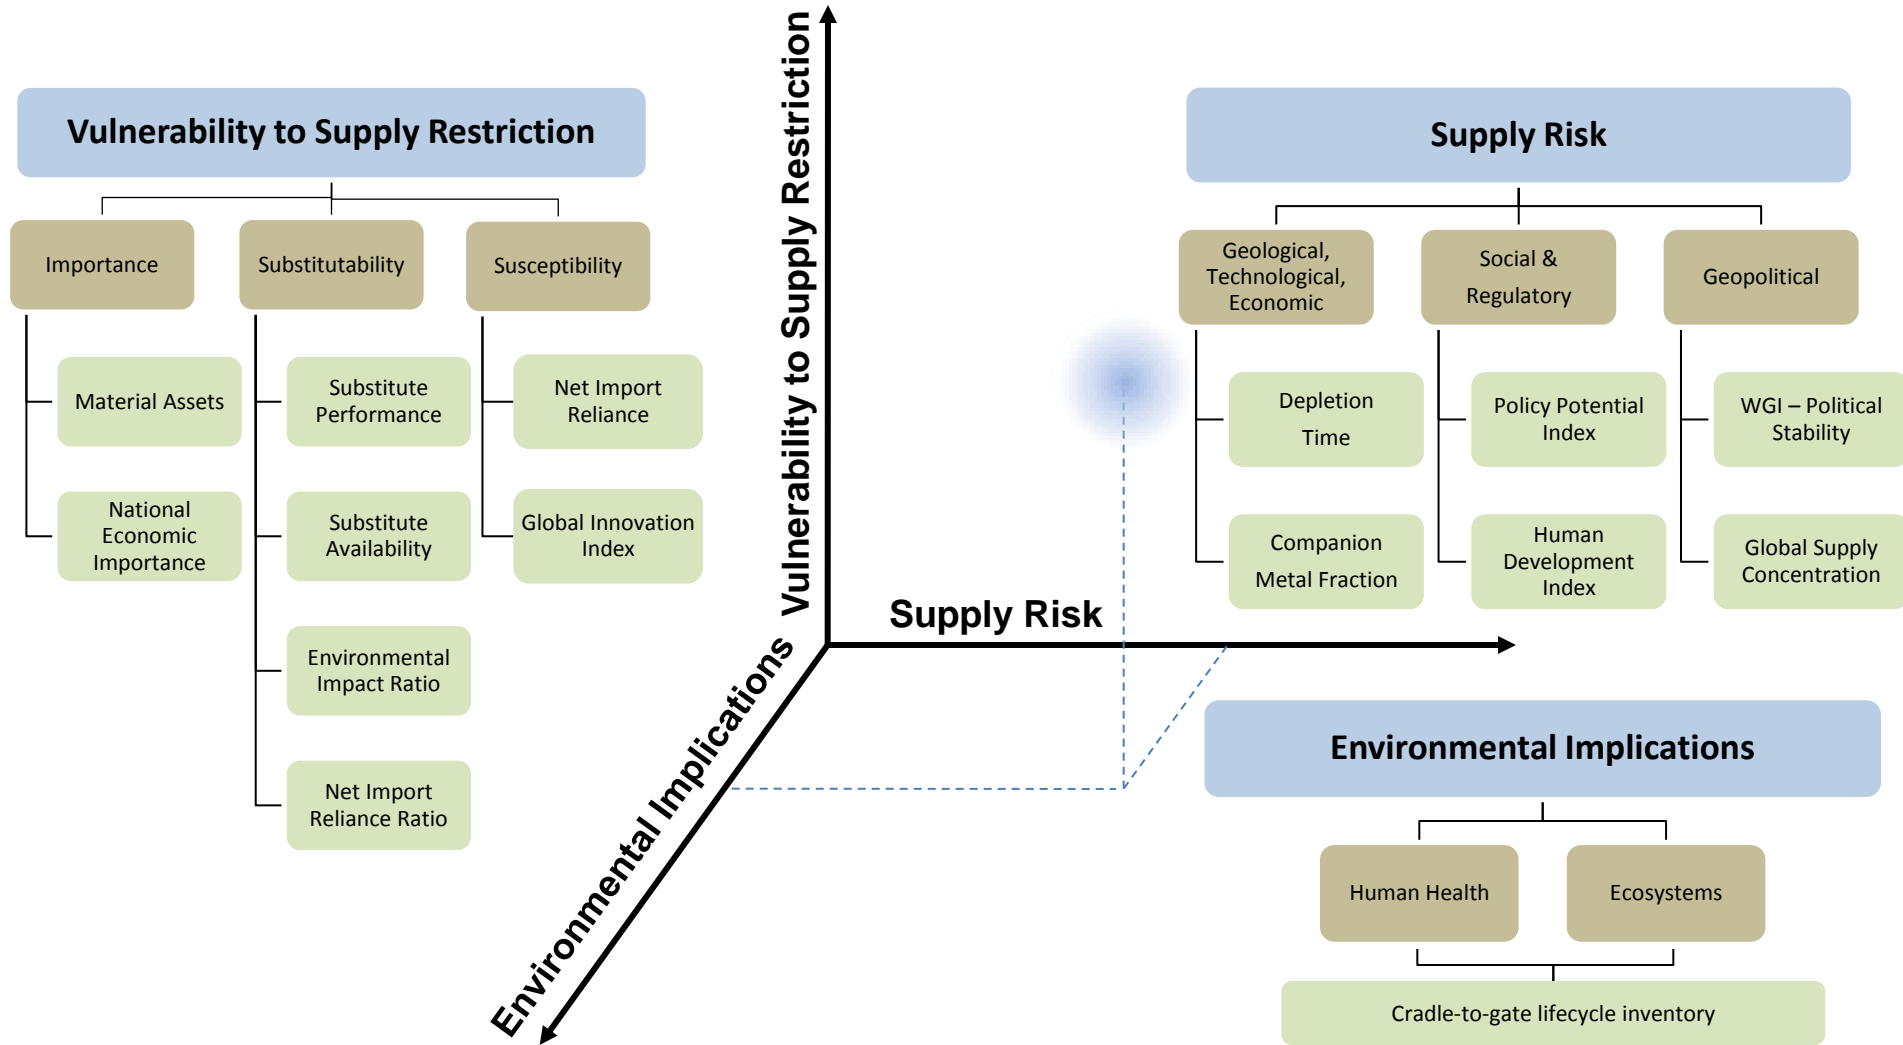 Vulnerability to Supply Restriction
Importance
Substitutability
Susceptibility
Material Assets
National
Economic
Importance
Substitute
Performance
Substitute
Availability
Environmental
Impact Ratio
Net Import
Reliance Ratio
Net Import
Reliance
Global Innovation
Index
Vulnerability to Supply Restriction
Supply Risk
Environmental Implications
Supply Risk
Geological,
Technological,
Economic
Social &
Regulatory
Geopolitical
Depletion
Time
Companion
Metal Fraction
Policy Potential
Index
Human
Development
Index
WGI – Political
Stability
Global Supply
Concentration
Environmental Implications
Human Health
Ecosystems
Cradle-to-gate lifecycle inventory